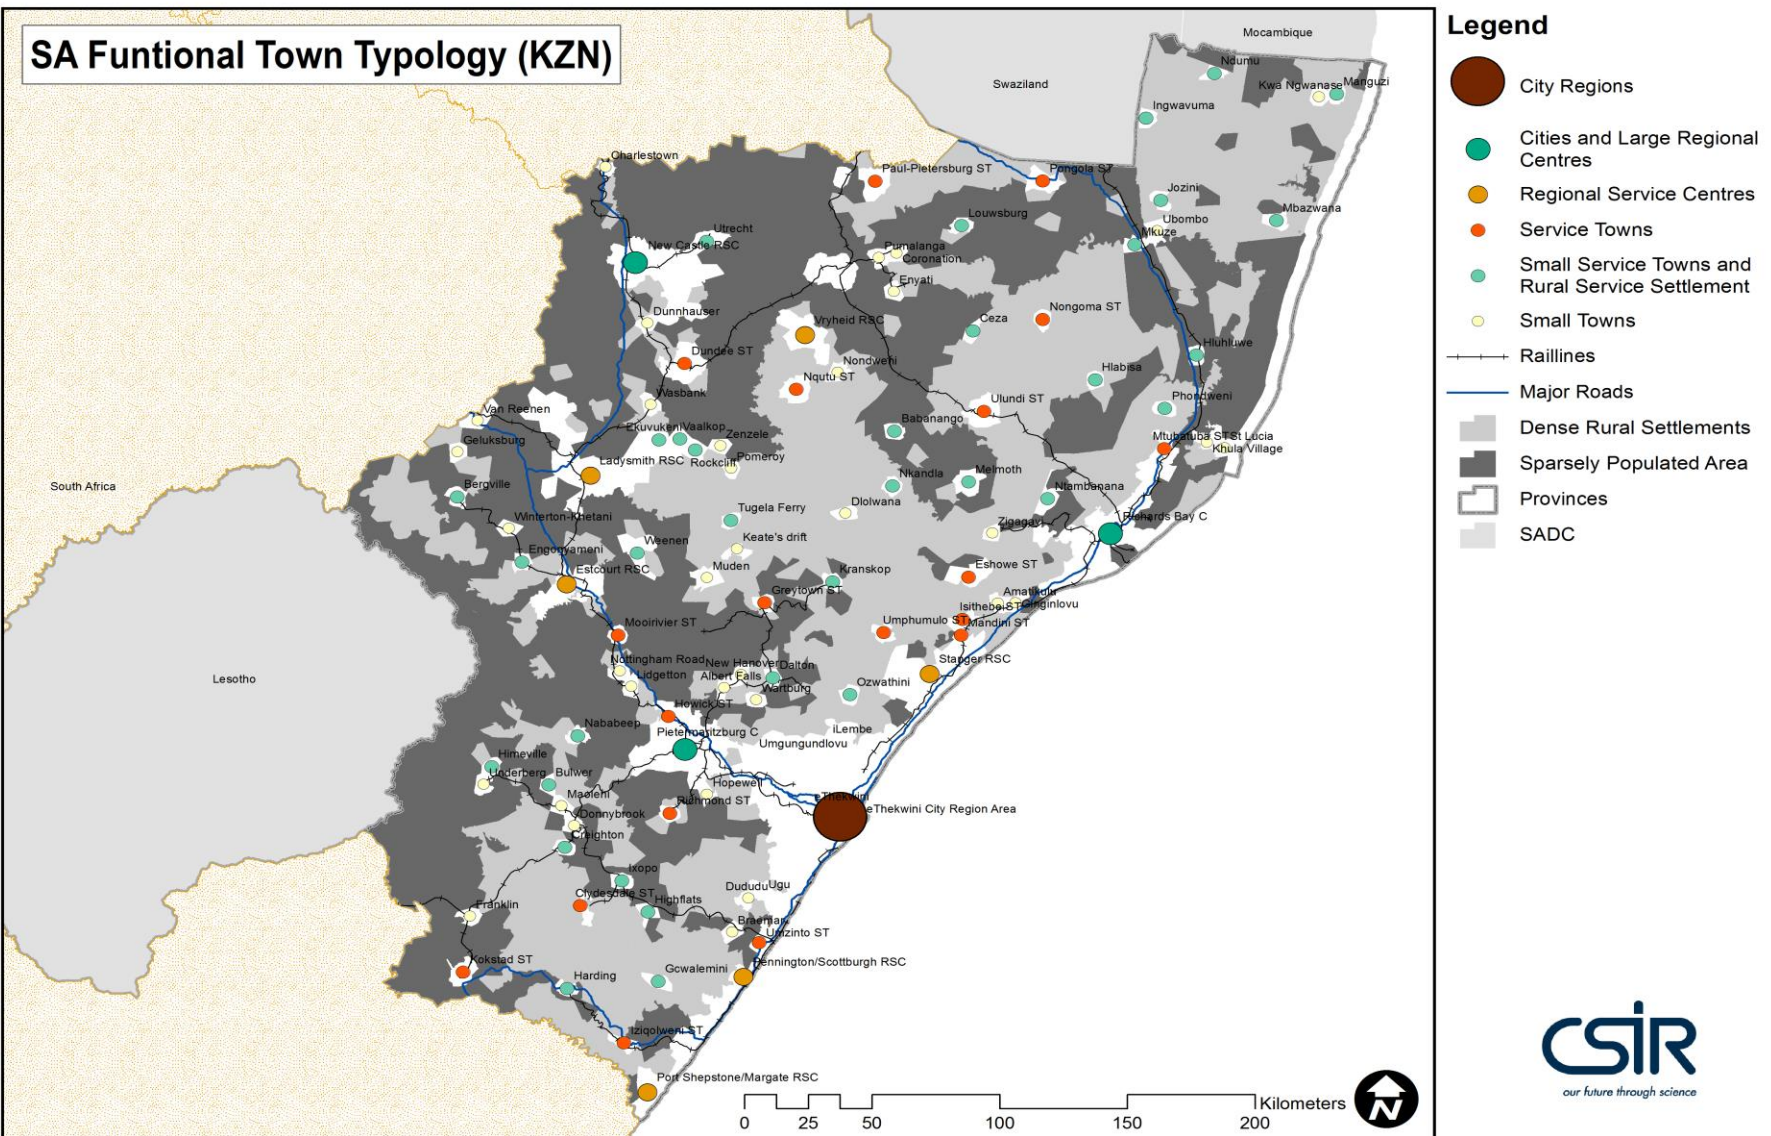 SA Funtional Town Typology (KZN)
Mocambique
Swaziland
South Africa
Lesotho
Ndumu
Kwa Ngwanase
Manguzi
Ingwavuma
Charlestown
Paul-Pietersburg ST
Pongola ST
Jozini
Mbazwana
Louwsburg
Ubombo
Mkuze
Utrecht
New Castle RSC
Pumalanga
Coronation
Enyati
Dunnhauser
Vryheid RSC
Ceza
Nongoma ST
Dundee ST
Nondweni
Hluhluwe
Nqutu ST
Hlabisa
Wasbank
Ulundi ST
Phondweni
Van Reenen
Geluksburg
Ekuvukeni
Vaalkop
Zenzele
Babanango
Mtubatuba ST
St Lucia
Khula Village
Ladysmith RSC
Rockcliff
Pomeroy
Bergville
Nkandla
Melmoth
Ntambanana
Winterton-Khetani
Tugela Ferry
Dlolwana
Ziqagayi
Richards Bay C
Engonyameni
Weenen
Keate's drift
Estcourt RSC
Muden
Kranskop
Eshowe ST
Greytown ST
Amatikulu
Isithebe ST
Ginginlovu
Mooirivier ST
Umphumulo ST
Mandini ST
Nottingham Road
New Hanover
Dalton
Stanger RSC
Lidgetton
Albert Falls
Wartburg
Ozwathini
Howick ST
Nababeep
Pietermaritzburg C
iLembe
Umgungundlovu
Himeville
Underberg
Bulwer
Hopewell
Maolehi
Richmond ST
eThekwini
eThekwini City Region Area
Donnybrook
Creighton
Ixopo
Clydesdale ST
Highflats
Dududu
Ugu
Franklin
Braemar
Umzinto ST
Kokstad ST
Harding
Gcwalemini
Pennington/Scottburgh RSC
Iziqolweni ST
Port Shepstone/Margate RSC
Kilometers
0 25 50 100 150 200
N
Legend
City Regions
Cities and Large Regional
Centres
Regional Service Centres
Service Towns
Small Service Towns and
Rural Service Settlement
Small Towns
Raillines
Major Roads
Dense Rural Settlements
Sparsely Populated Area
Provinces
SADC
CSIR
our future through science